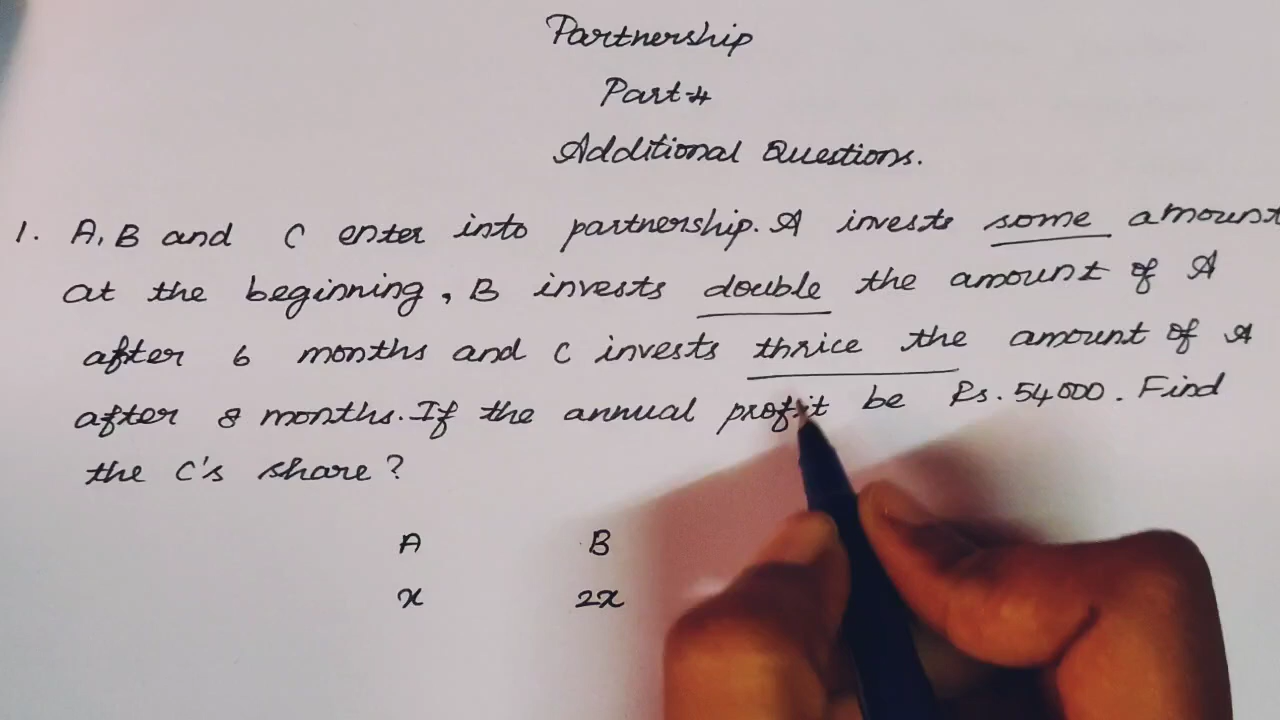 Partnership
Part-4
Additional Questions.
1. A, B and C enter into partnership. A invests some amount
at the beginning, B invests double the amount of A
after 6 months and C invests thrice the amount of A
after 8 months. If the annual profit be Rs. 54000. Find
the C's share?
A B
x 2x